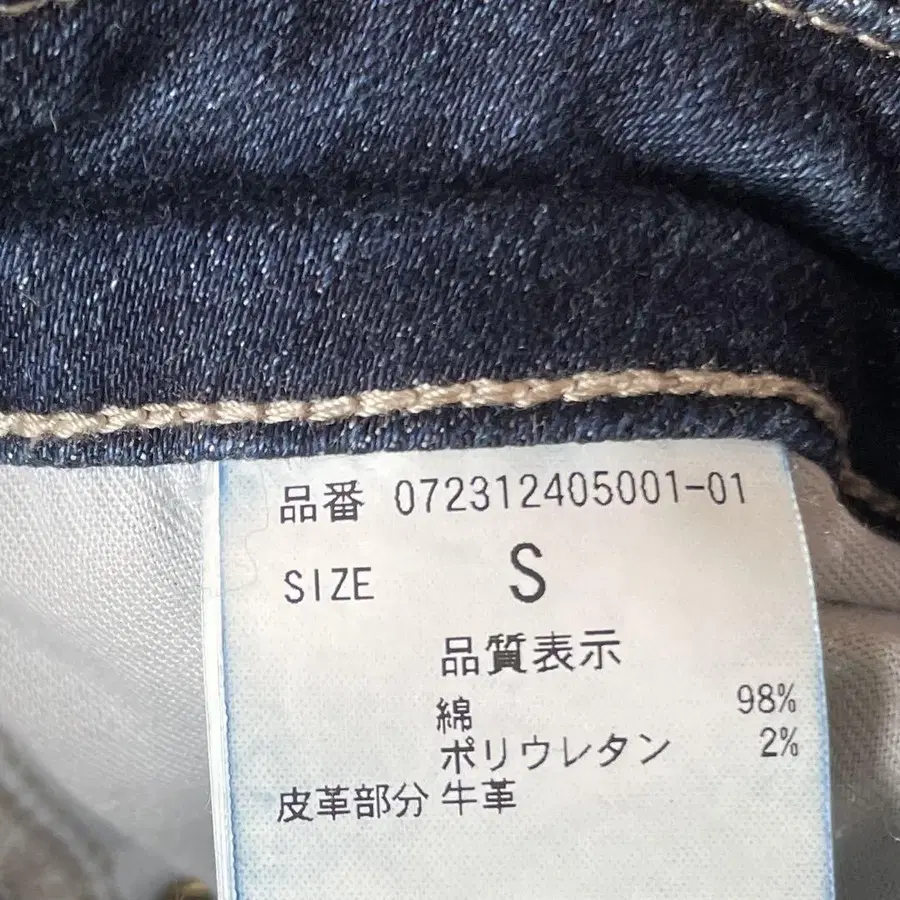 品番 072312405001-01
SIZE S
品質表示
綿 98%
ポリウレタン 2%
皮革部分 牛革